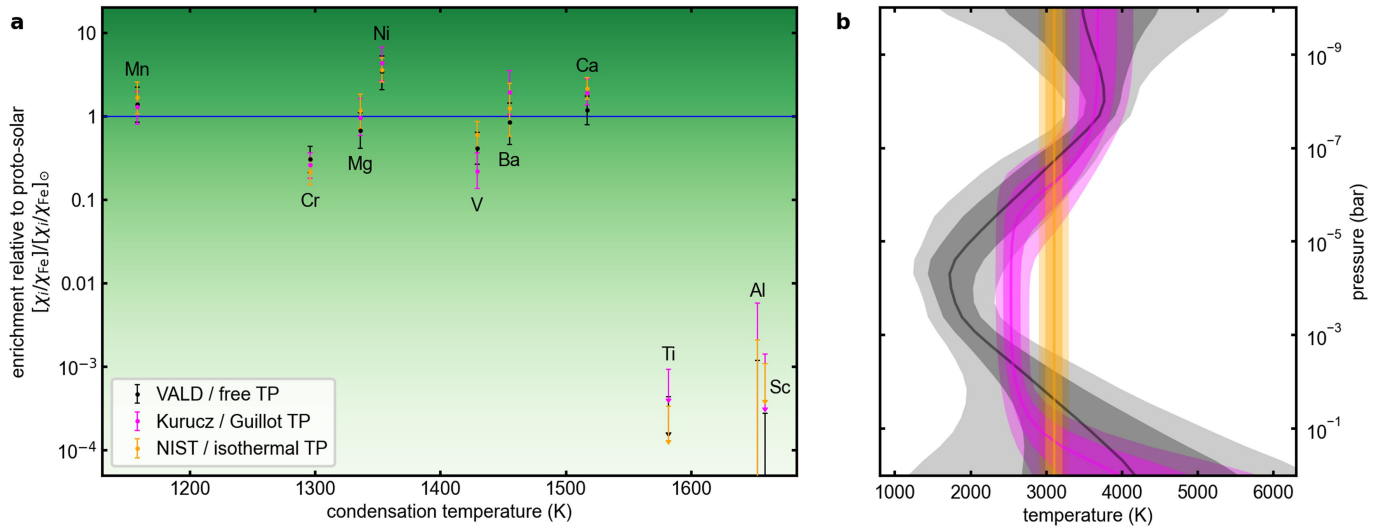 a
enrichment relative to proto-solar
[χi/χFe]/[χi/χFe]⊙
10
1
0.1
0.01
10⁻³
10⁻⁴
Mn
Cr
Mg
Ni
V
Ba
Ca
Ti
Al
Sc
VALD / free TP
Kurucz / Guillot TP
NIST / isothermal TP
1200
1300
1400
1500
1600
condensation temperature (K)
b
10⁻⁹
10⁻⁷
10⁻⁵
10⁻³
10⁻¹
pressure (bar)
1000
2000
3000
4000
5000
6000
temperature (K)